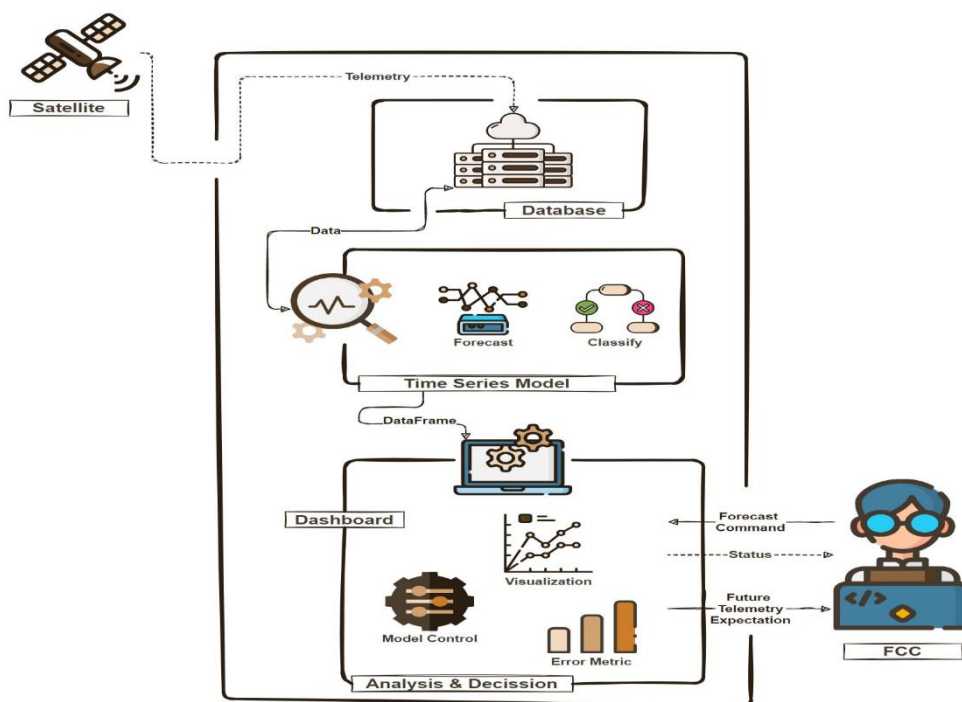 Satellite
Telemetry
Database
Data
Forecast
Classify
Time Series Model
DataFrame
Dashboard
Visualization
Model Control
Error Metric
Analysis & Decission
Forecast
Command
Status
Future
Telemetry
Expectation
</>
FCC